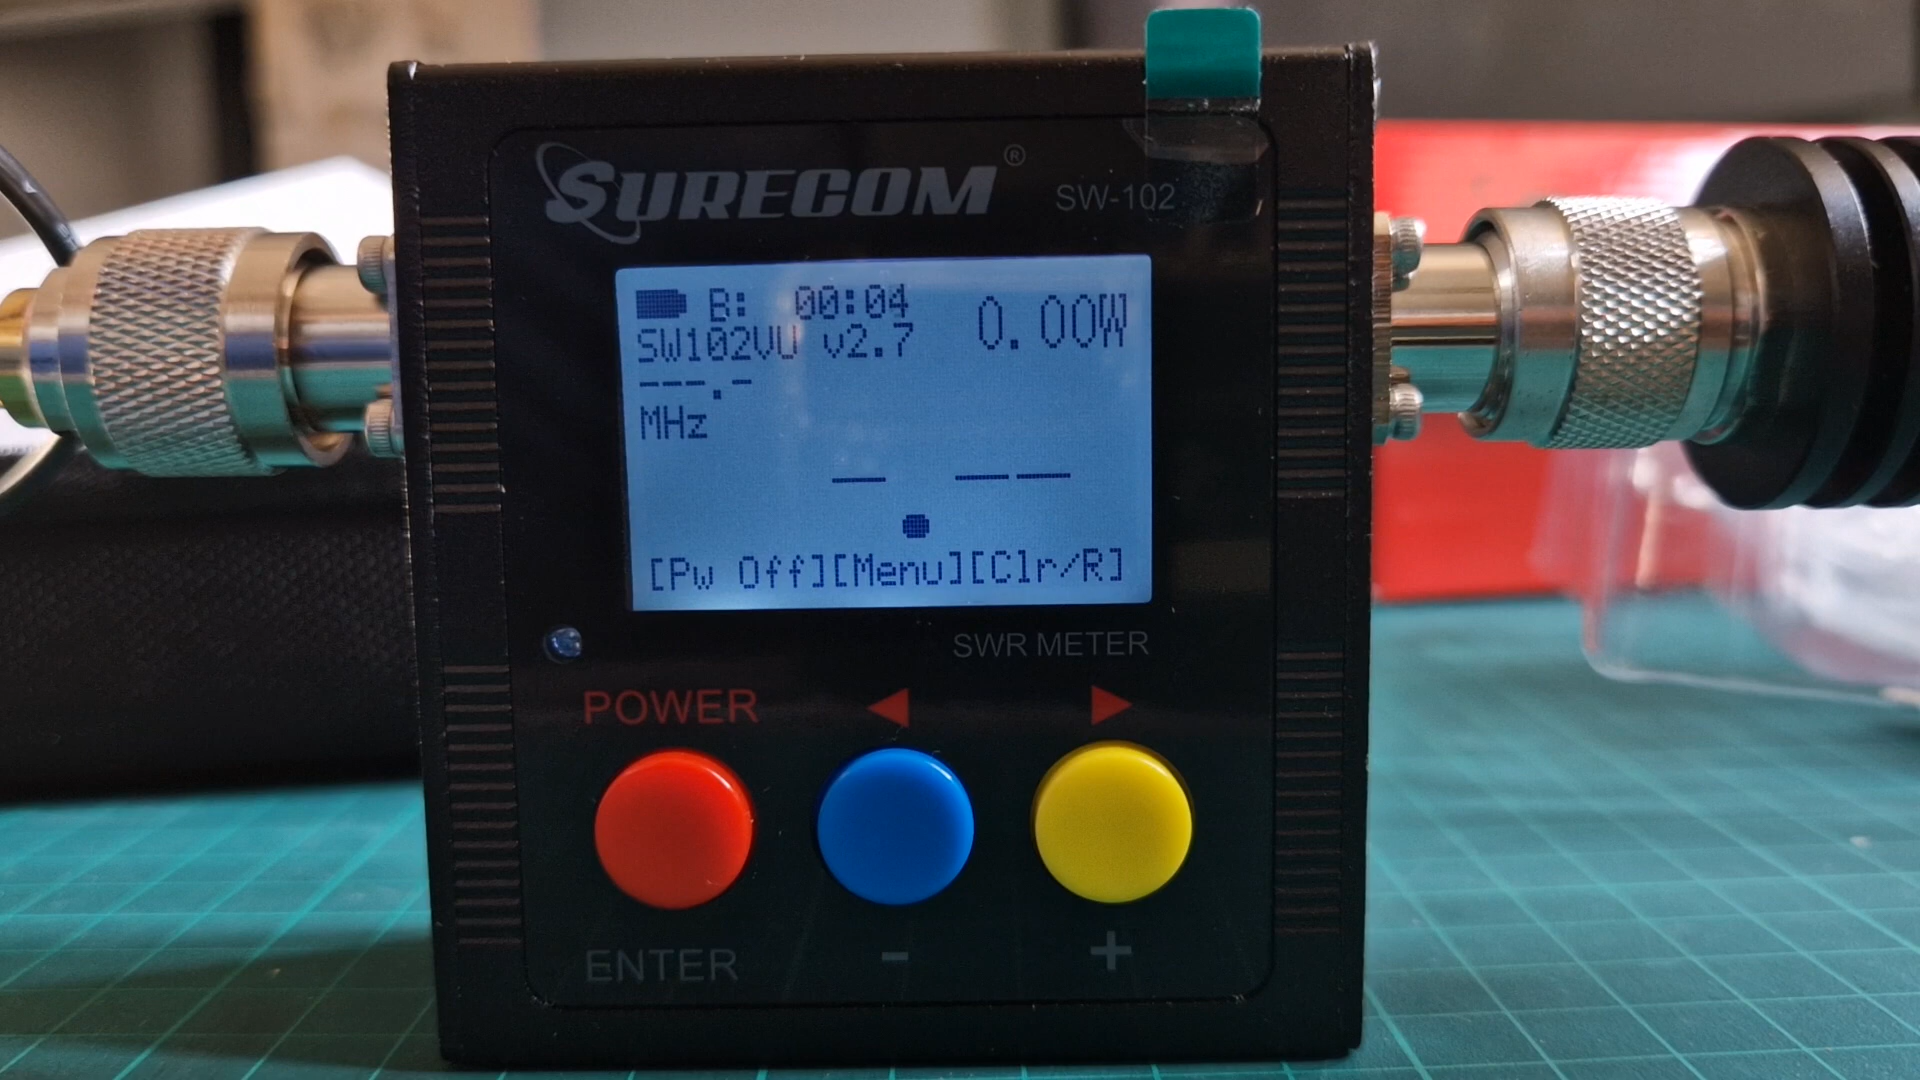 SURECOM ®
SW-102
B: 00:04 0.00W
SW102VU v2.7
---.-
MHz
- . --
[Pw Off][Menu][Clr/R]
SWR METER
POWER ◀ ▶
ENTER - +